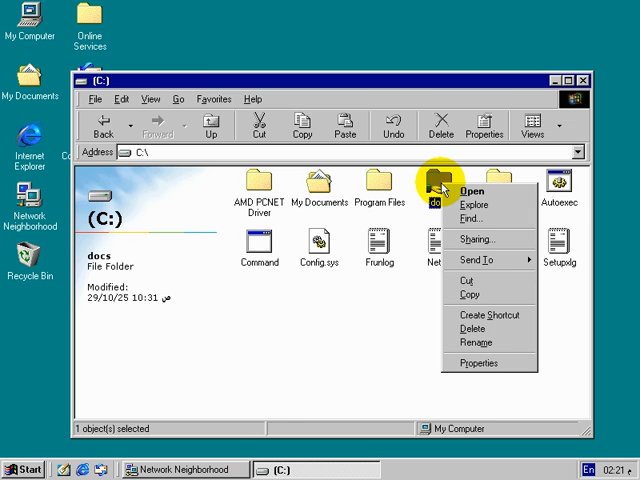 My Computer
Online
Services
My Documents
Internet
Explorer
Network
Neighborhood
Recycle Bin
(C:)
File Edit View Go Favorites Help
Back Forward Up Cut Copy Paste Undo Delete Properties Views
Address C:\
(C:)
docs
File Folder
Modified:
29/10/25 10:31 ص
AMD PCNET
Driver
My Documents
Program Files
Autoexec
Command
Config.sys
Frunlog
Setupxlg
Open
Explore
Find...
Sharing...
Send To
Cut
Copy
Create Shortcut
Delete
Rename
Properties
1 object(s) selected
My Computer
Start Network Neighborhood (C:) En 02:21 م